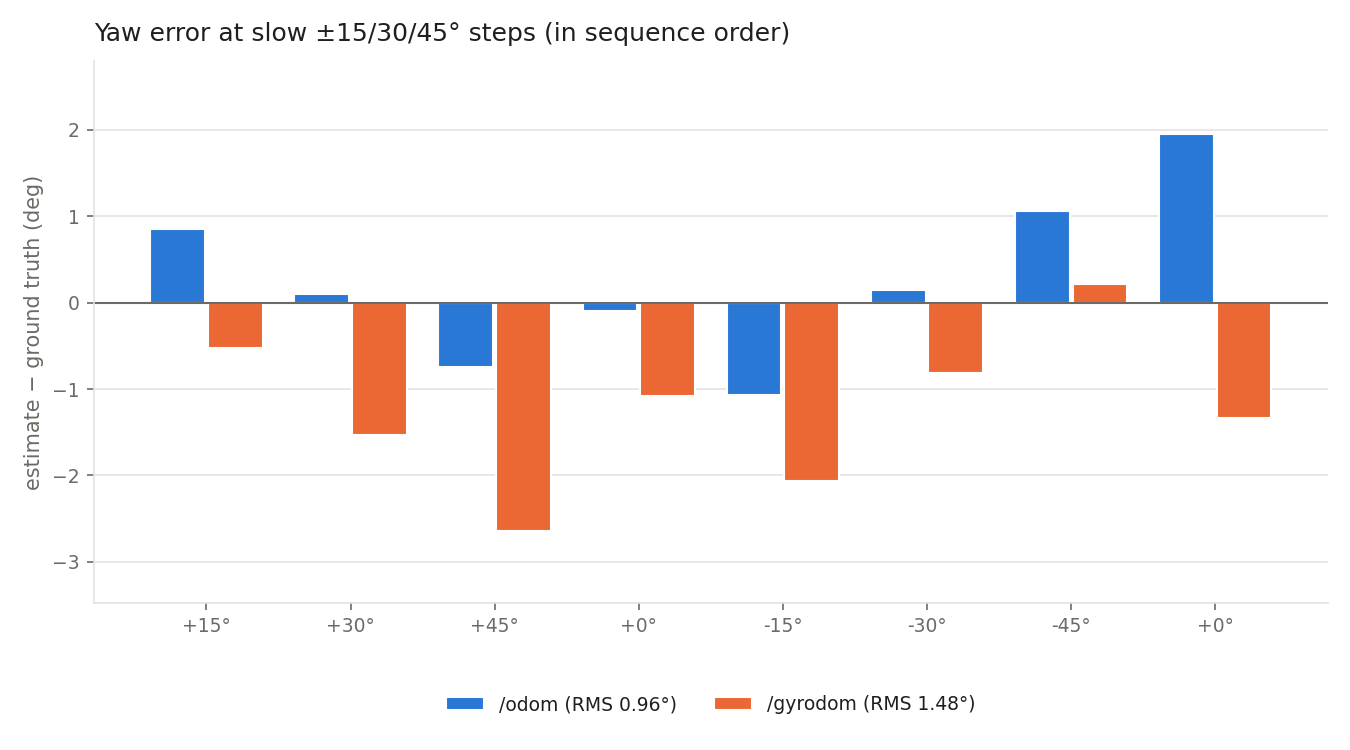 Yaw error at slow ±15/30/45° steps (in sequence order)
estimate − ground truth (deg)
2
1
0
−1
−2
−3
+15° +30° +45° +0° -15° -30° -45° +0°
/odom (RMS 0.96°) /gyrodom (RMS 1.48°)